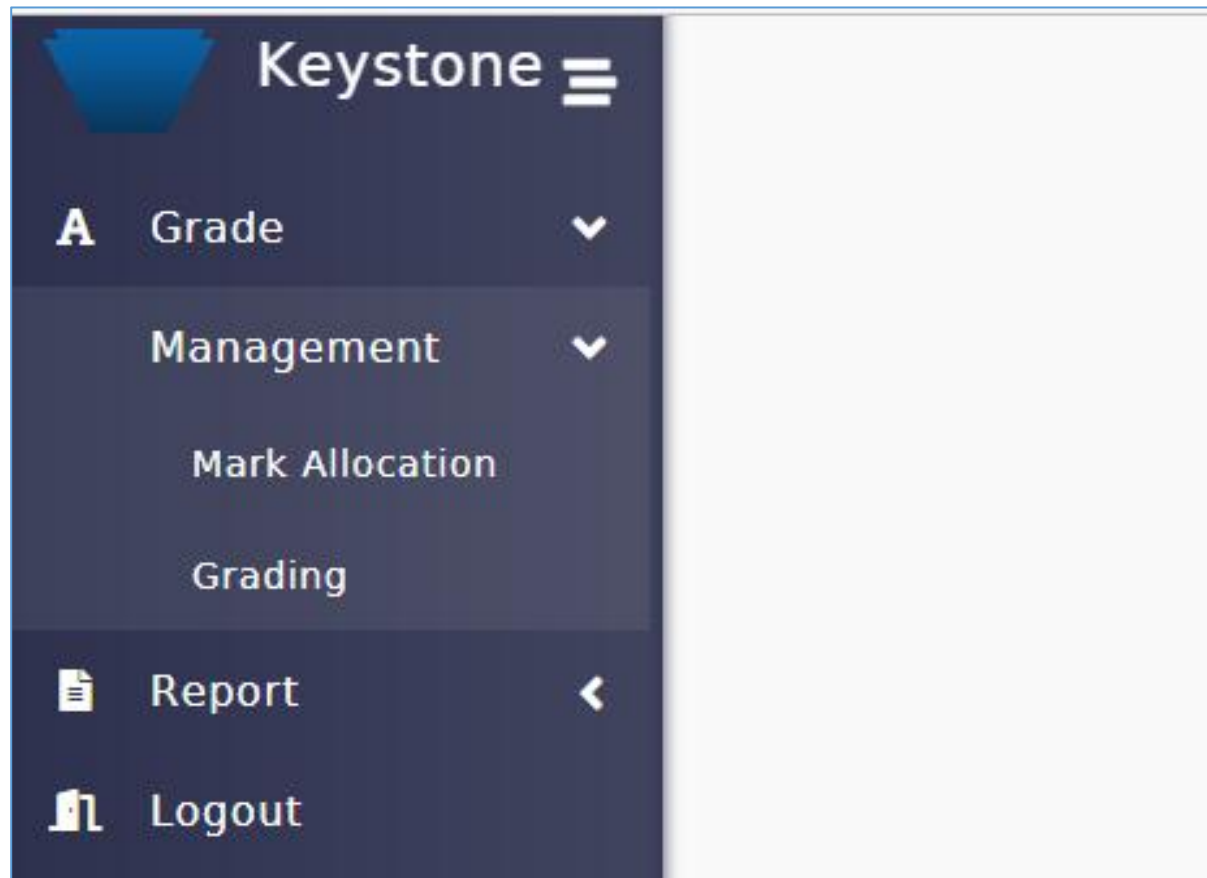 Keystone
Grade
Management
Mark Allocation
Grading
Report
Logout